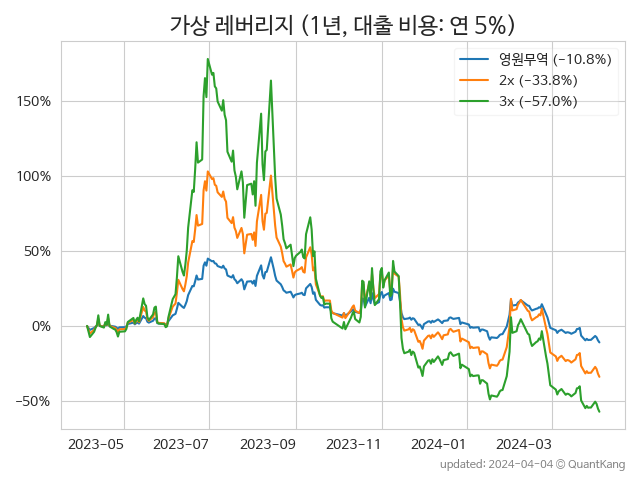 가상 레버리지 (1년, 대출 비용: 연 5%)
영원무역 (−10.8%)
2x (−33.8%)
3x (−57.0%)
150%
100%
50%
0%
−50%
2023-05 2023-07 2023-09 2023-11 2024-01 2024-03
updated: 2024-04-04 © QuantKang